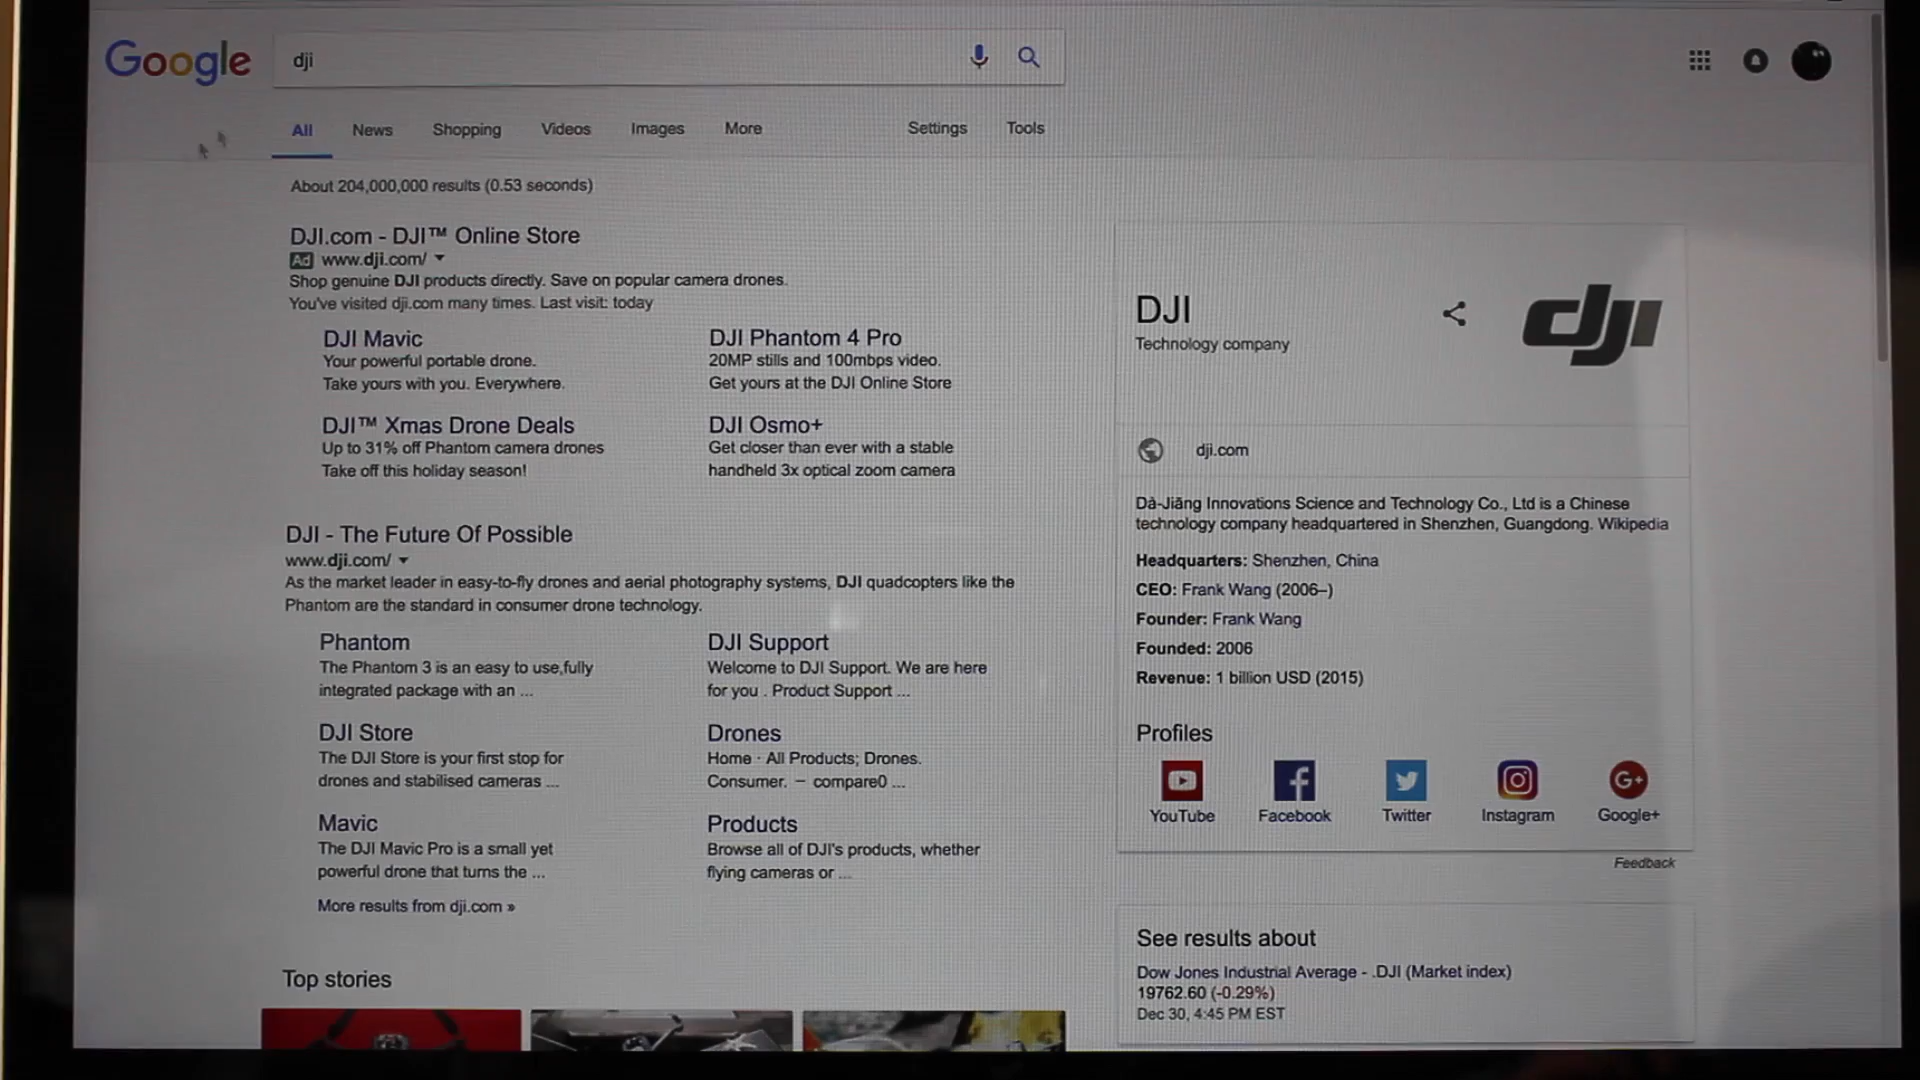 Google
dji
All News Shopping Videos Images More Settings Tools
About 204,000,000 results (0.53 seconds)
DJI.com - DJI™ Online Store
Ad www.dji.com/
Shop genuine DJI products directly. Save on popular camera drones.
You've visited dji.com many times. Last visit: today
DJI Mavic
Your powerful portable drone.
Take yours with you. Everywhere.
DJI Phantom 4 Pro
20MP stills and 100mbps video.
Get yours at the DJI Online Store
DJI™ Xmas Drone Deals
Up to 31% off Phantom camera drones
Take off this holiday season!
DJI Osmo+
Get closer than ever with a stable
handheld 3x optical zoom camera
DJI - The Future Of Possible
www.dji.com/
As the market leader in easy-to-fly drones and aerial photography systems, DJI quadcopters like the
Phantom are the standard in consumer drone technology.
Phantom
The Phantom 3 is an easy to use,fully
integrated package with an ...
DJI Support
Welcome to DJI Support. We are here
for you . Product Support ...
DJI Store
The DJI Store is your first stop for
drones and stabilised cameras ...
Drones
Home · All Products; Drones.
Consumer. − compare0 ...
Mavic
The DJI Mavic Pro is a small yet
powerful drone that turns the ...
Products
Browse all of DJI's products, whether
flying cameras or ...
More results from dji.com »
Top stories
DJI
Technology company
dji
dji.com
Dà-Jiāng Innovations Science and Technology Co., Ltd is a Chinese
technology company headquartered in Shenzhen, Guangdong. Wikipedia
Headquarters: Shenzhen, China
CEO: Frank Wang (2006–)
Founder: Frank Wang
Founded: 2006
Revenue: 1 billion USD (2015)
Profiles
YouTube Facebook Twitter Instagram Google+
Feedback
See results about
Dow Jones Industrial Average - .DJI (Market index)
19762.60 (-0.29%)
Dec 30, 4:45 PM EST